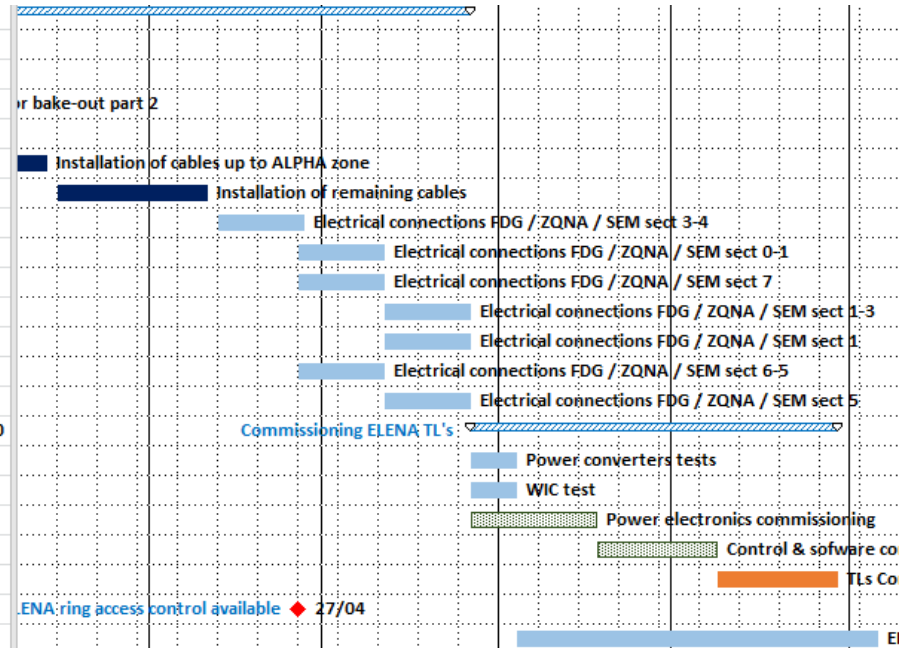 or bake-out part 2
Installation of cables up to ALPHA zone
Installation of remaining cables
Electrical connections FDG / ZQNA / SEM sect 3-4
Electrical connections FDG / ZQNA / SEM sect 0-1
Electrical connections FDG / ZQNA / SEM sect 7
Electrical connections FDG / ZQNA / SEM sect 1-3
Electrical connections FDG / ZQNA / SEM sect 1
Electrical connections FDG / ZQNA / SEM sect 6-5
Electrical connections FDG / ZQNA / SEM sect 5
0 Commissioning ELENA TL's
Power converters tests
WIC test
Power electronics commissioning
Control & sofware co
TLs Co
LENA ring access control available 27/04